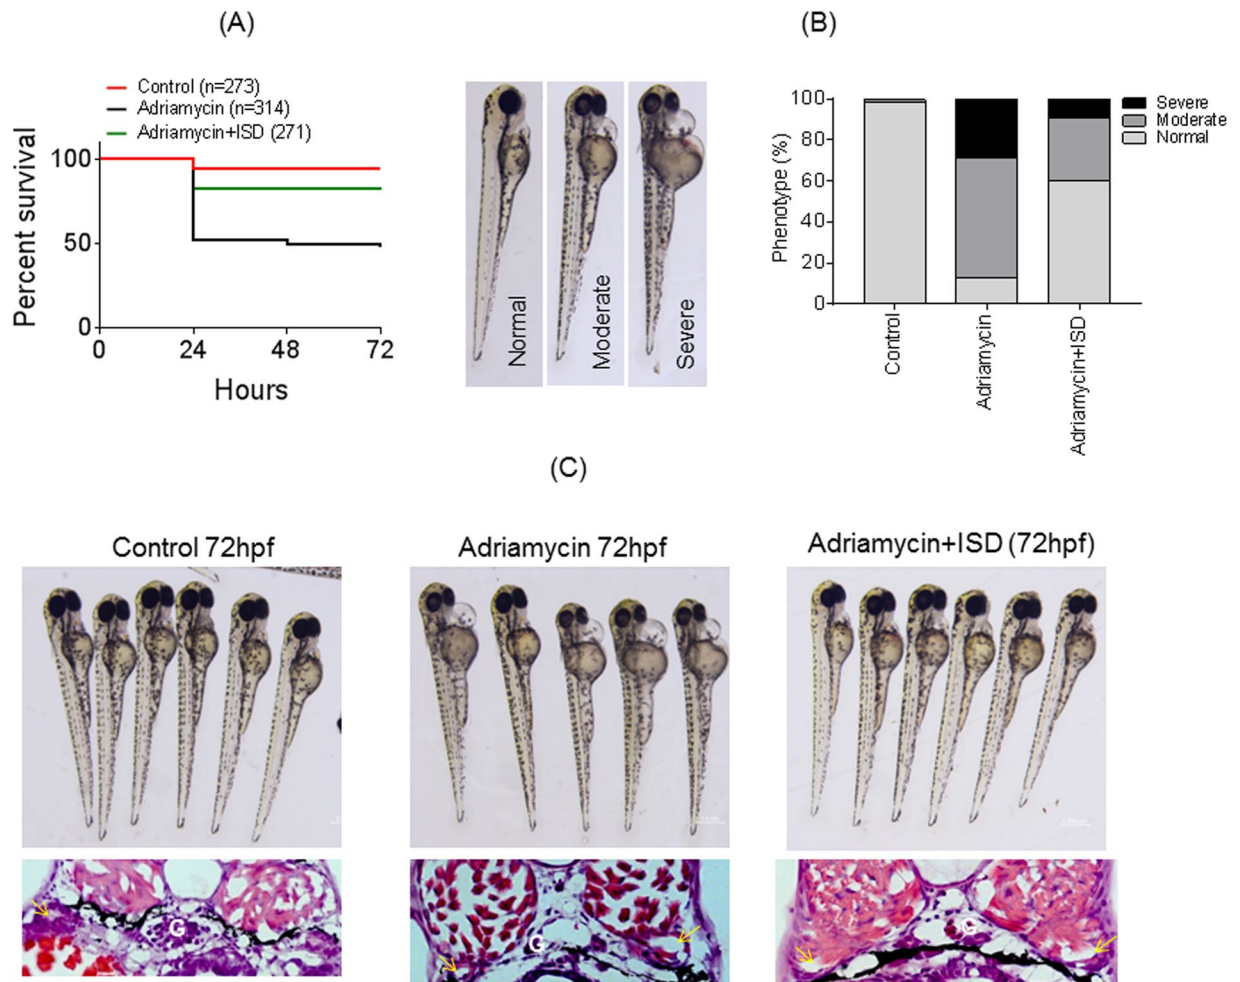 (A)
Control (n=273)
Adriamycin (n=314)
Adriamycin+ISD (271)
Percent survival
100
50
0
0 24 48 72
Hours
Normal
Moderate
Severe
(B)
Phenotype (%)
100
80
60
40
20
0
Severe
Moderate
Normal
Control
Adriamycin
Adriamycin+ISD
(C)
Control 72hpf
Adriamycin 72hpf
Adriamycin+ISD (72hpf)
G
G
G